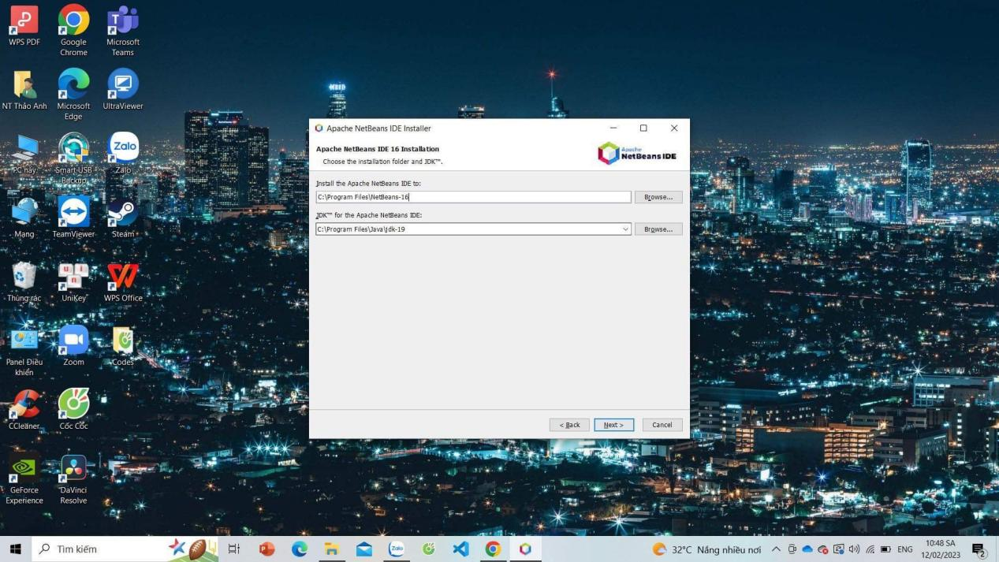 WPS PDF
Google
Chrome
Microsoft
Teams
NT Thảo Anh
Microsoft
Edge
UltraViewer
PC này
Smart USB
Backup
Zalo
Zalo
Mạng
TeamViewer
Steam
Thùng rác
UniKey
WPS Office
Panel Điều
khiển
Zoom
Codes
CCleaner
Cốc Cốc
GeForce
Experience
DaVinci
Resolve
Apache NetBeans IDE Installer
Apache NetBeans IDE 16 Installation
Choose the installation folder and JDK™.
Apache
NetBeans IDE
Install the Apache NetBeans IDE to:
C:\Program Files\NetBeans-16
Browse...
JDK™ for the Apache NetBeans IDE:
C:\Program Files\Java\jdk-19
Browse...
< Back
Next >
Cancel
Tìm kiếm
Zalo
32°C Nắng nhiều nơi
ENG
10:48 SA
12/02/2023
2